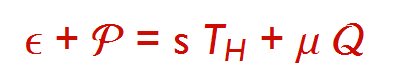 ϵ + 𝒫 = s T_H + μ Q